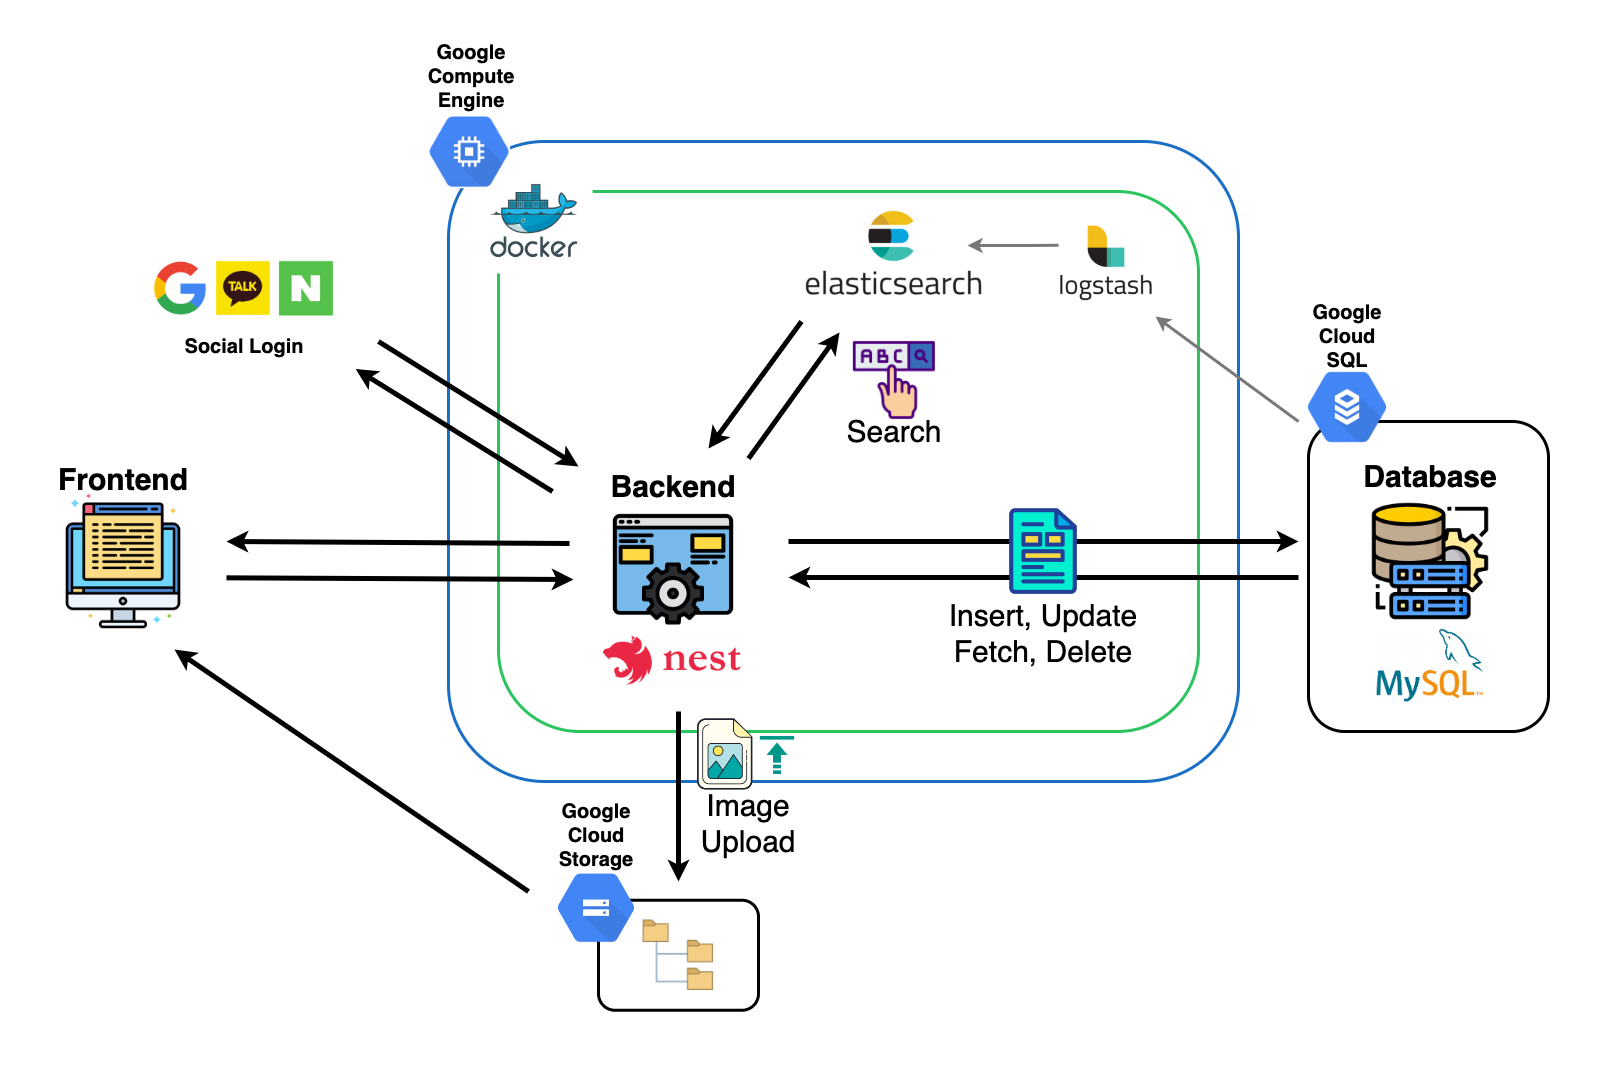 Google
Compute
Engine
docker
elasticsearch
logstash
TALK
N
Social Login
Google
Cloud
SQL
ABC
Search
Frontend
Backend
Database
Insert, Update
Fetch, Delete
nest
MySQL™
Image
Upload
Google
Cloud
Storage